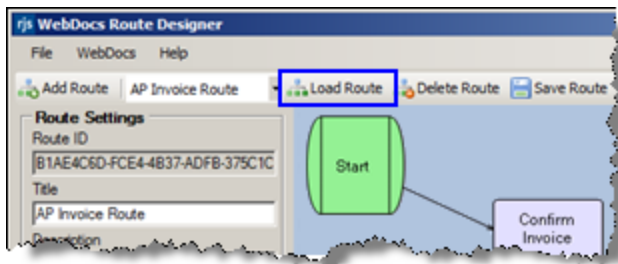 rjs WebDocs Route Designer
File WebDocs Help
Add Route AP Invoice Route Load Route Delete Route Save Route
Route Settings
Route ID
B1AE4C6D-FCE4-4B37-ADFB-375C1C
Title
AP Invoice Route
Description
Start
Confirm
Invoice